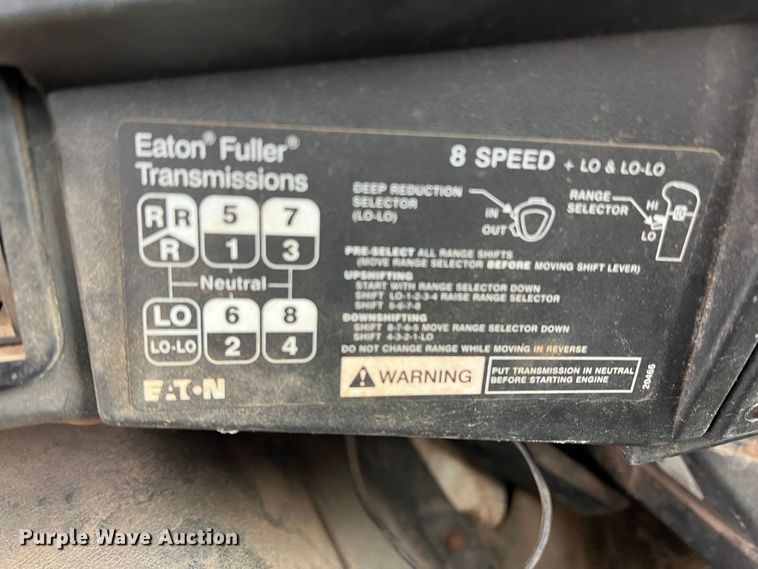 Eaton® Fuller®
Transmissions
8 SPEED + LO & LO-LO
R R 5 7
R 1 3
Neutral
LO 6 8
LO-LO 2 4
EATON
DEEP REDUCTION
SELECTOR
(LO-LO)
IN
OUT
RANGE
SELECTOR
HI
LO
PRE-SELECT ALL RANGE SHIFTS
(MOVE RANGE SELECTOR BEFORE MOVING SHIFT LEVER)
UPSHIFTING
START WITH RANGE SELECTOR DOWN
SHIFT LO-1-2-3-4 RAISE RANGE SELECTOR
SHIFT 5-6-7-8
DOWNSHIFTING
SHIFT 8-7-6-5 MOVE RANGE SELECTOR DOWN
SHIFT 4-3-2-1-LO
DO NOT CHANGE RANGE WHILE MOVING IN REVERSE
WARNING
PUT TRANSMISSION IN NEUTRAL
BEFORE STARTING ENGINE
20466
Purple Wave Auction